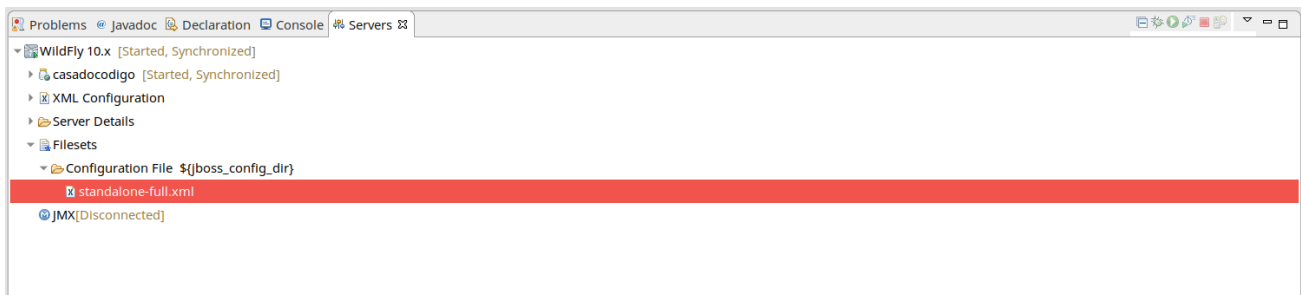 Problems @ Javadoc Declaration Console Servers
WildFly 10.x [Started, Synchronized]
casadocodigo [Started, Synchronized]
XML Configuration
Server Details
Filesets
Configuration File ${jboss_config_dir}
standalone-full.xml
JMX[Disconnected]